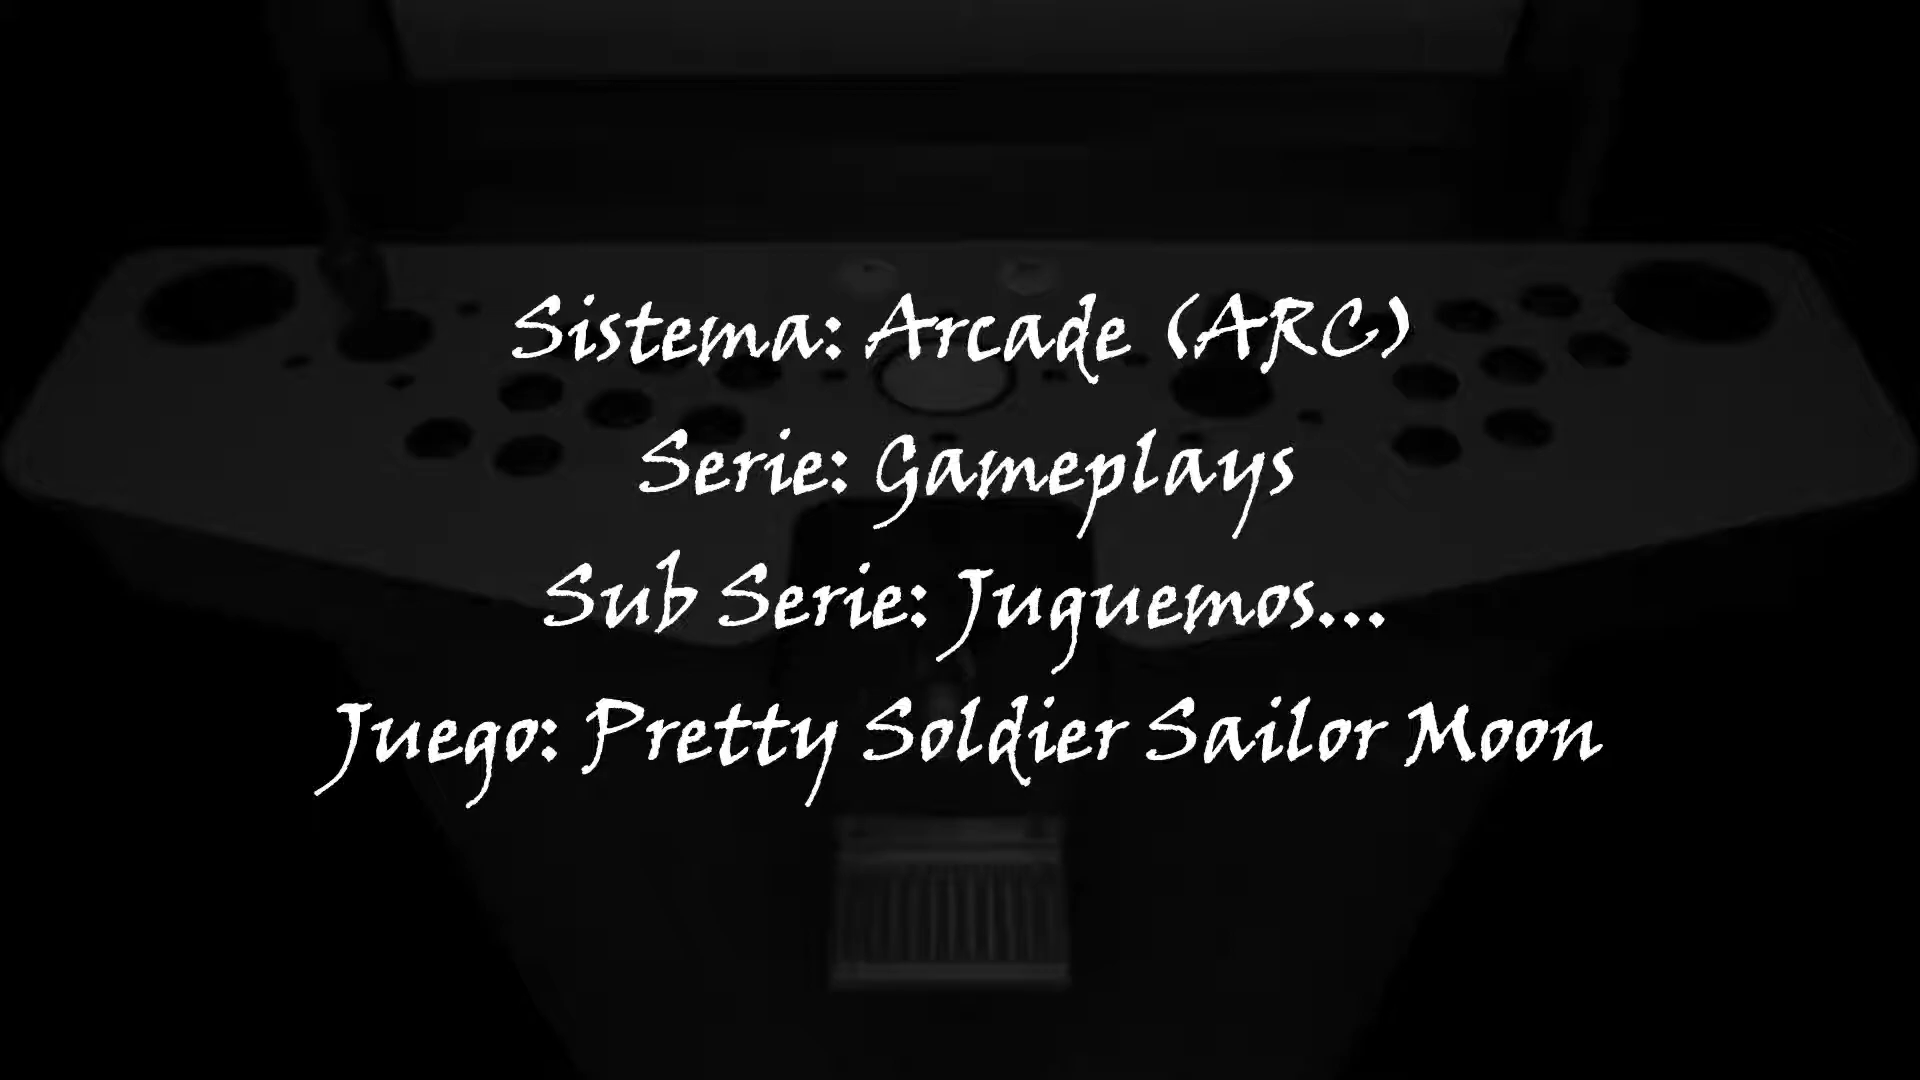 Sistema: Arcade (ARC)
Serie: Gameplays
Sub Serie: Juguemos...
Juego: Pretty Soldier Sailor Moon